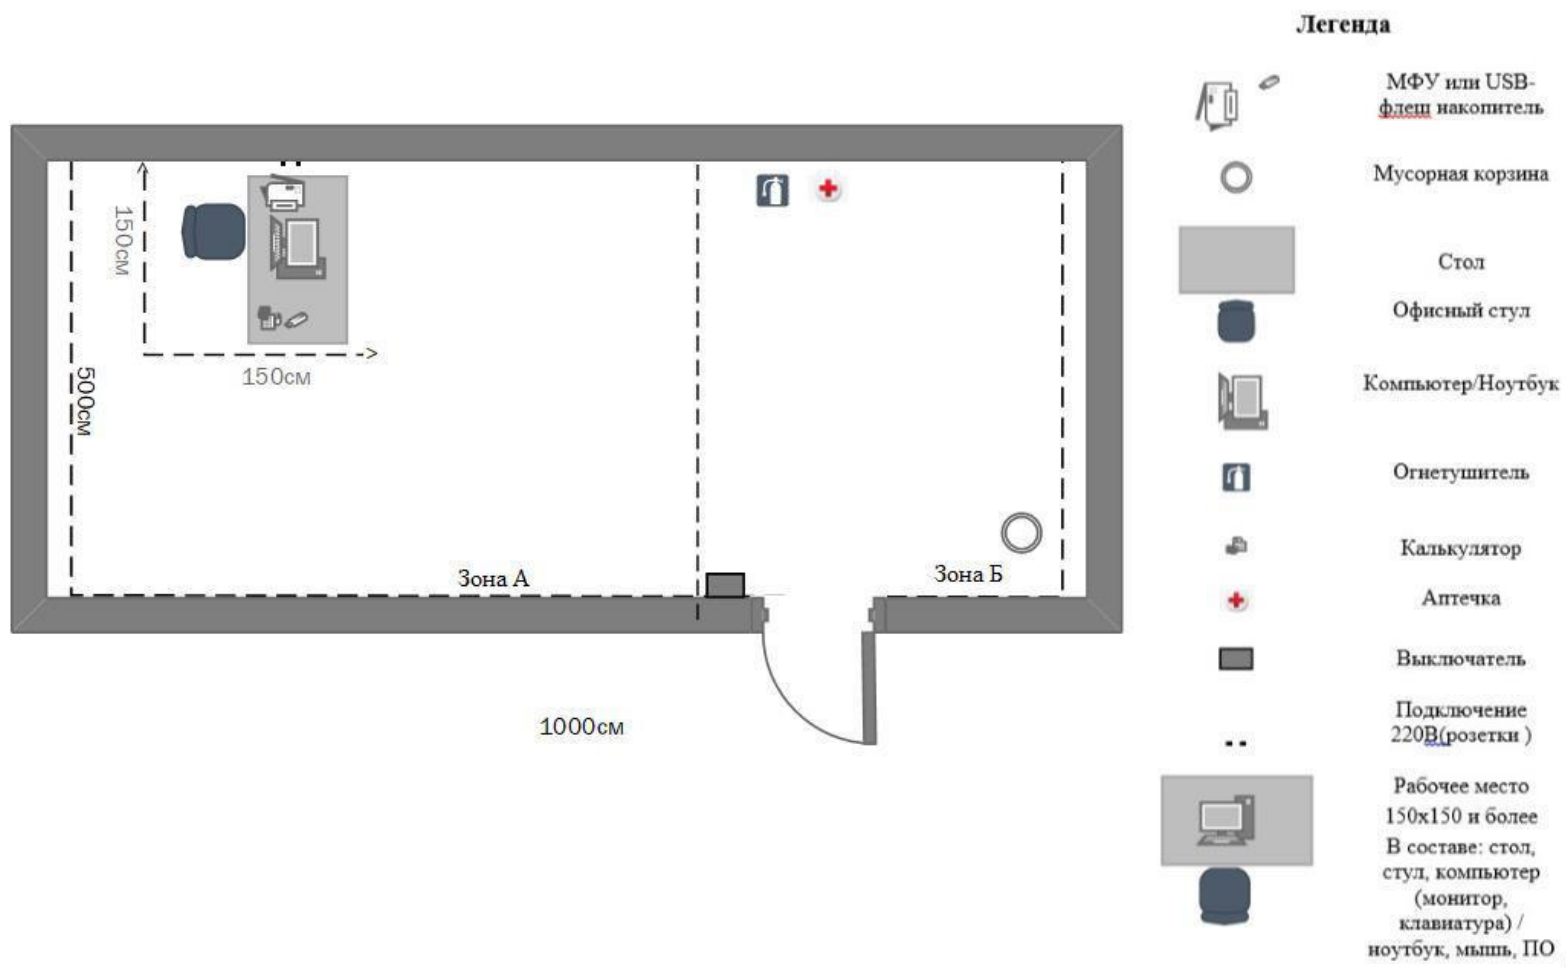 150см
150см
500см
Зона А
Зона Б
1000см
Легенда
МФУ или USB-
флеш накопитель
Мусорная корзина
Стол
Офисный стул
Компьютер/Ноутбук
Огнетушитель
Калькулятор
Аптечка
Выключатель
Подключение
220В(розетки )
Рабочее место
150х150 и более
В составе: стол,
стул, компьютер
(монитор,
клавиатура) /
ноутбук, мышь, ПО